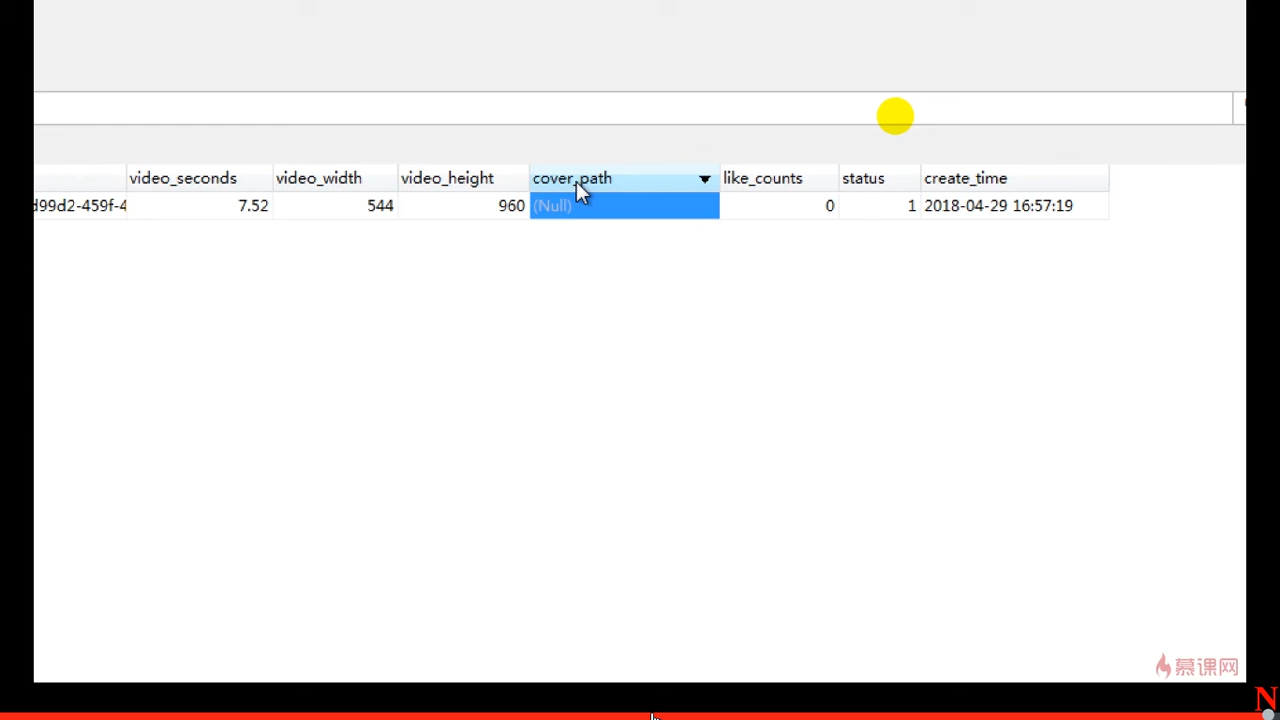 video_seconds video_width video_height cover_path like_counts status create_time
d99d2-459f-4 7.52 544 960 (Null) 0 1 2018-04-29 16:57:19
慕课网
N